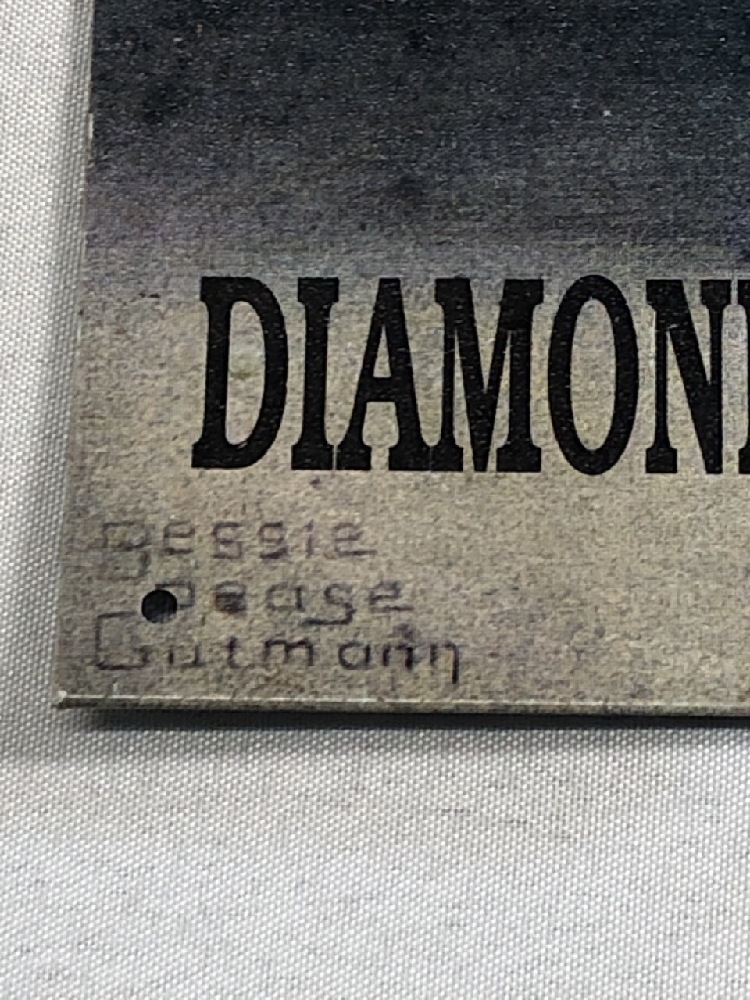 DIAMON
Bessie
Pease
Gutmann